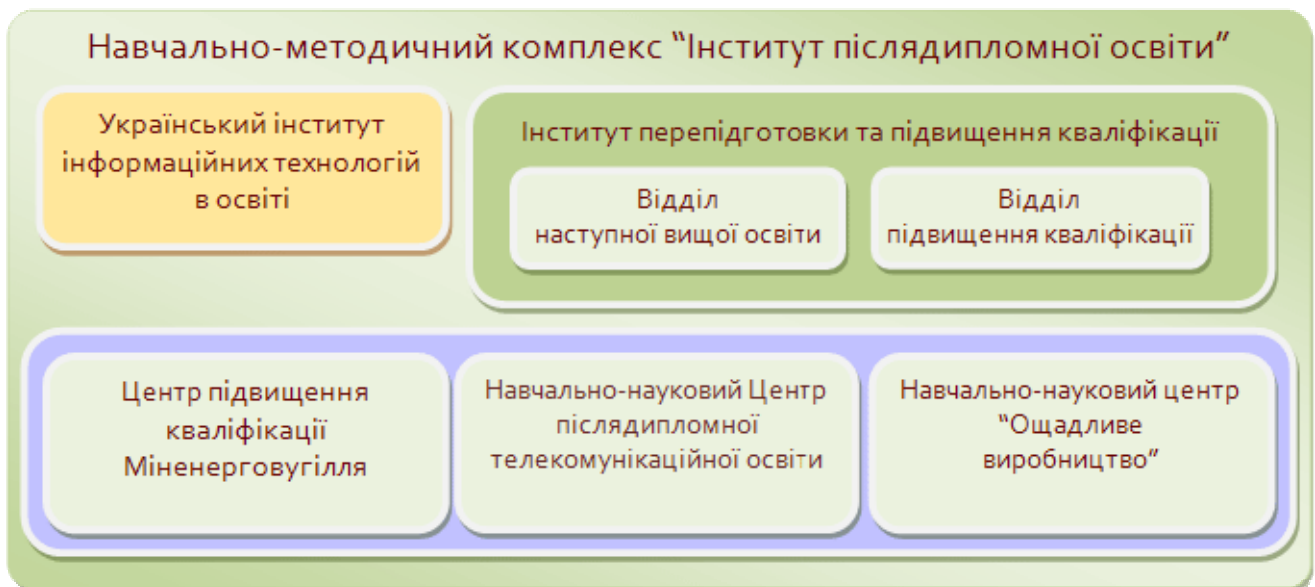 Навчально-методичний комплекс “Інститут післядипломної освіти”
Український інститут
інформаційних технологій
в освіті
Інститут перепідготовки та підвищення кваліфікації
Відділ
наступної вищої освіти
Відділ
підвищення кваліфікації
Центр підвищення
кваліфікації
Міненерговугілля
Навчально-науковий Центр
післядипломної
телекомунікаційної освіти
Навчально-науковий центр
“Ощадливе
виробництво”